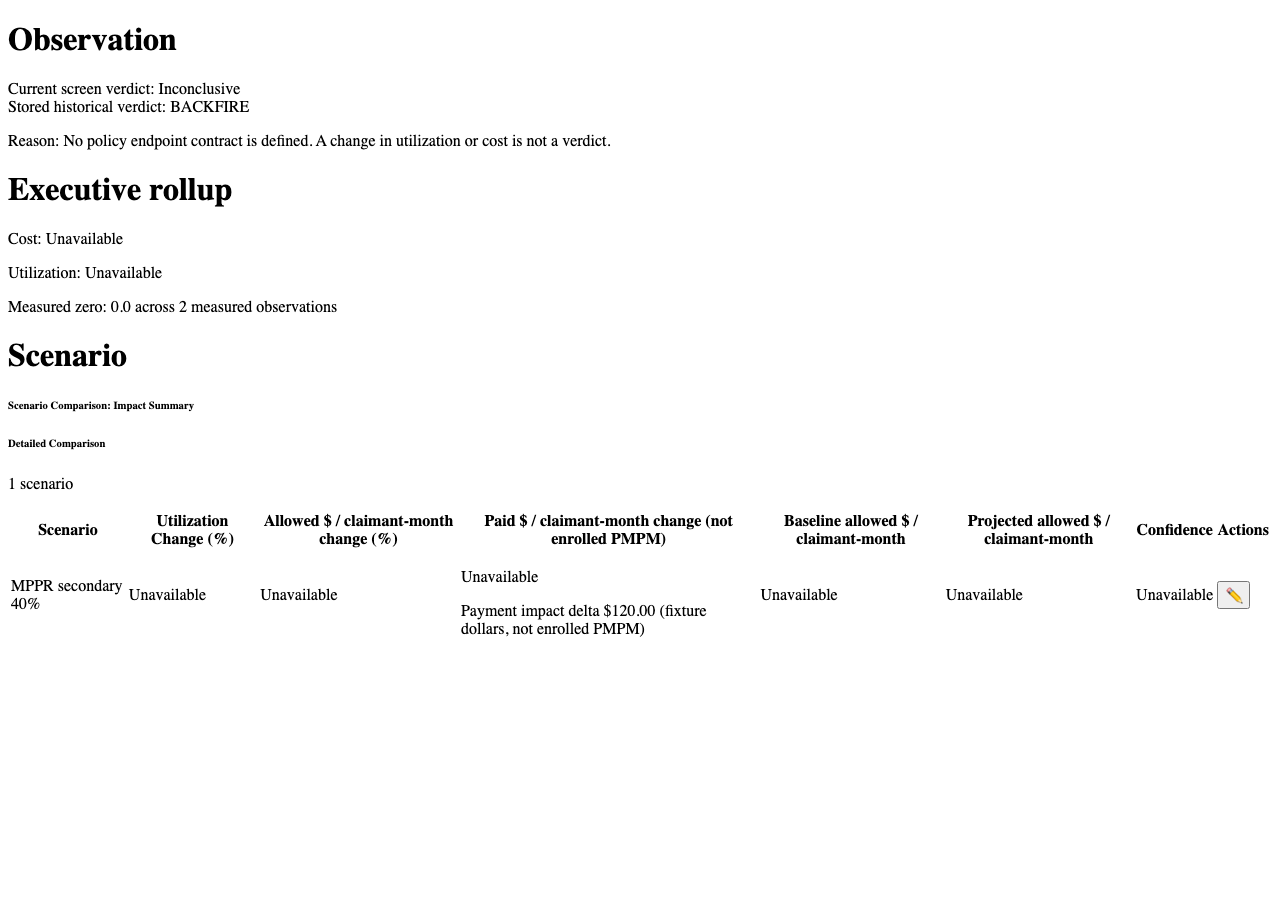 Observation
Current screen verdict: Inconclusive
Stored historical verdict: BACKFIRE
Reason: No policy endpoint contract is defined. A change in utilization or cost is not a verdict.
Executive rollup
Cost: Unavailable
Utilization: Unavailable
Measured zero: 0.0 across 2 measured observations
Scenario
Scenario Comparison: Impact Summary
Detailed Comparison
1 scenario
Scenario
Utilization
Change (%)
Allowed $ / claimant-month
change (%)
Paid $ / claimant-month change (not
enrolled PMPM)
Baseline allowed $ /
claimant-month
Projected allowed $ /
claimant-month
Confidence
Actions
MPPR secondary
40%
Unavailable
Unavailable
Unavailable
Payment impact delta $120.00 (fixture
dollars, not enrolled PMPM)
Unavailable
Unavailable
Unavailable